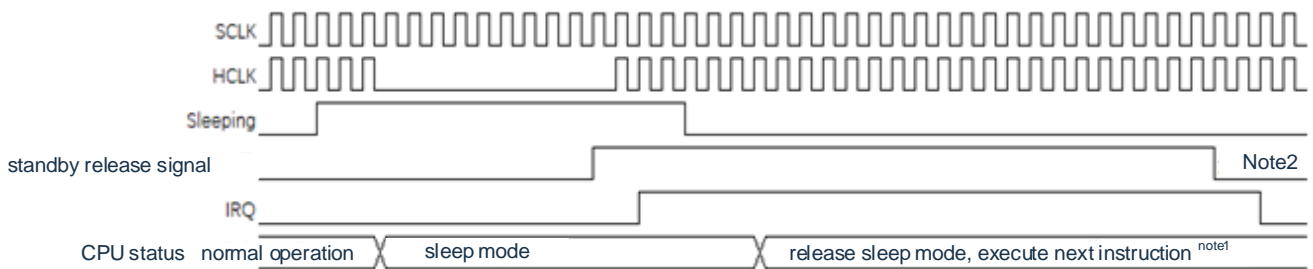 SCLK
HCLK
Sleeping
standby release signal Note2
IRQ
CPU status normal operation sleep mode release sleep mode, execute next instruction note1